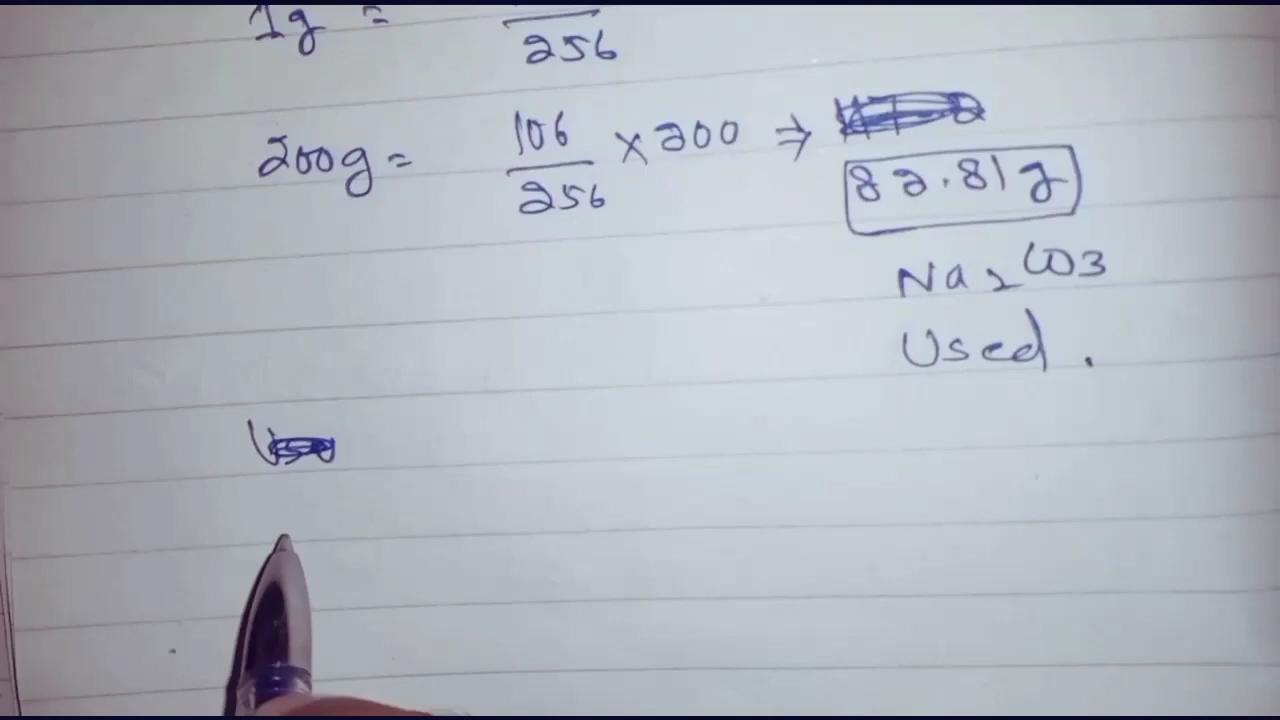 1g =
256
200g = 106/256 × 200 ⇒
82.81g
Na2CO3
Used.